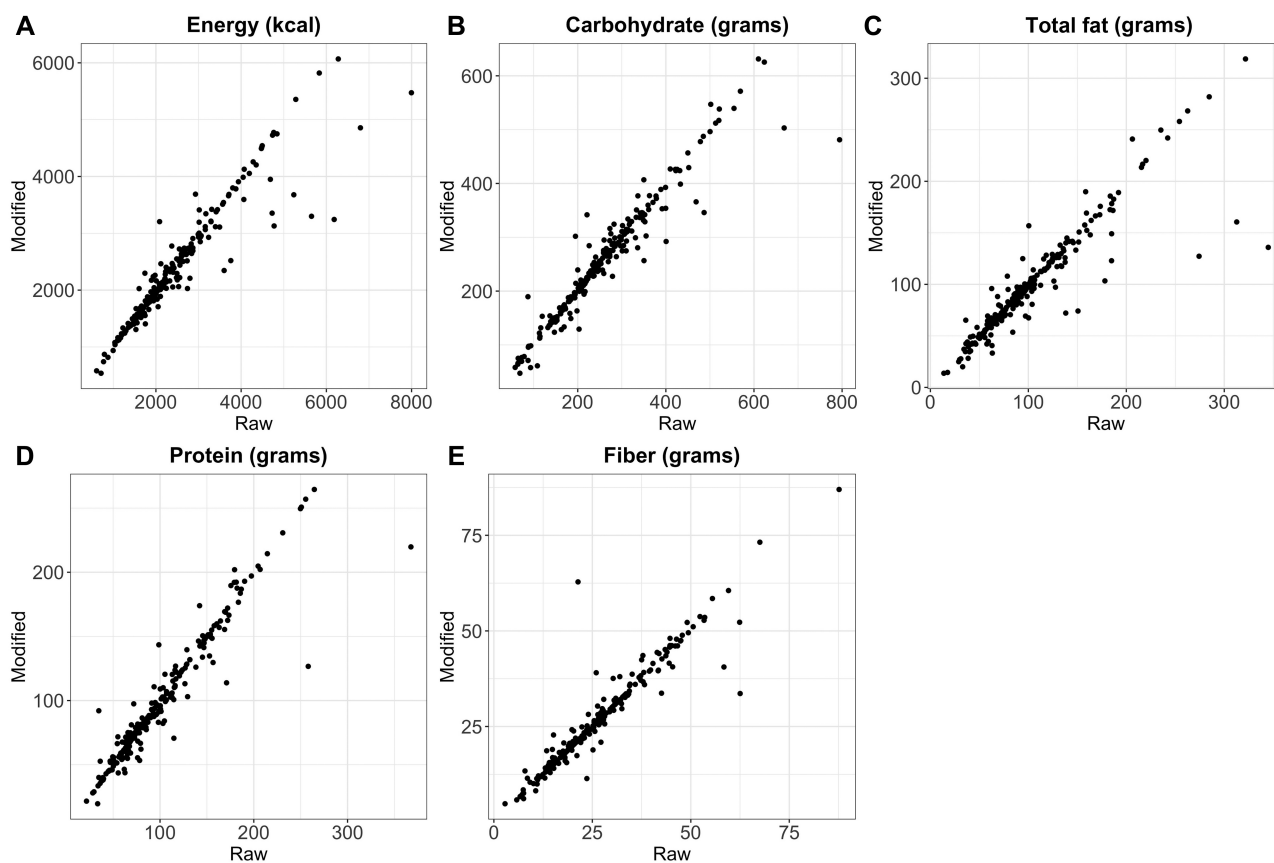 A Energy (kcal)
6000
4000
2000
Modified
2000 4000 6000 8000
Raw
B Carbohydrate (grams)
600
400
200
Modified
200 400 600 800
Raw
C Total fat (grams)
300
200
100
0
Modified
0 100 200 300
Raw
D Protein (grams)
200
100
Modified
100 200 300
Raw
E Fiber (grams)
75
50
25
Modified
0 25 50 75
Raw